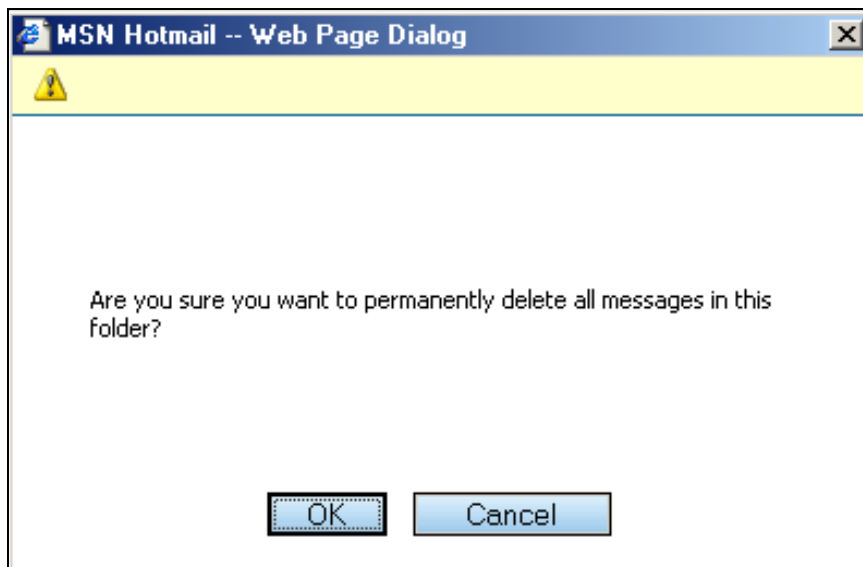 MSN Hotmail -- Web Page Dialog
Are you sure you want to permanently delete all messages in this
folder?
OK Cancel